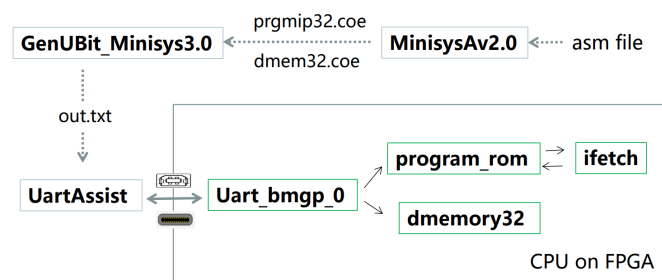 prgmip32.coe
GenUBit_Minisys3.0
MinisysAv2.0
asm file
dmem32.coe
out.txt
program_rom
ifetch
UartAssist
Uart_bmgp_0
dmemory32
CPU on FPGA